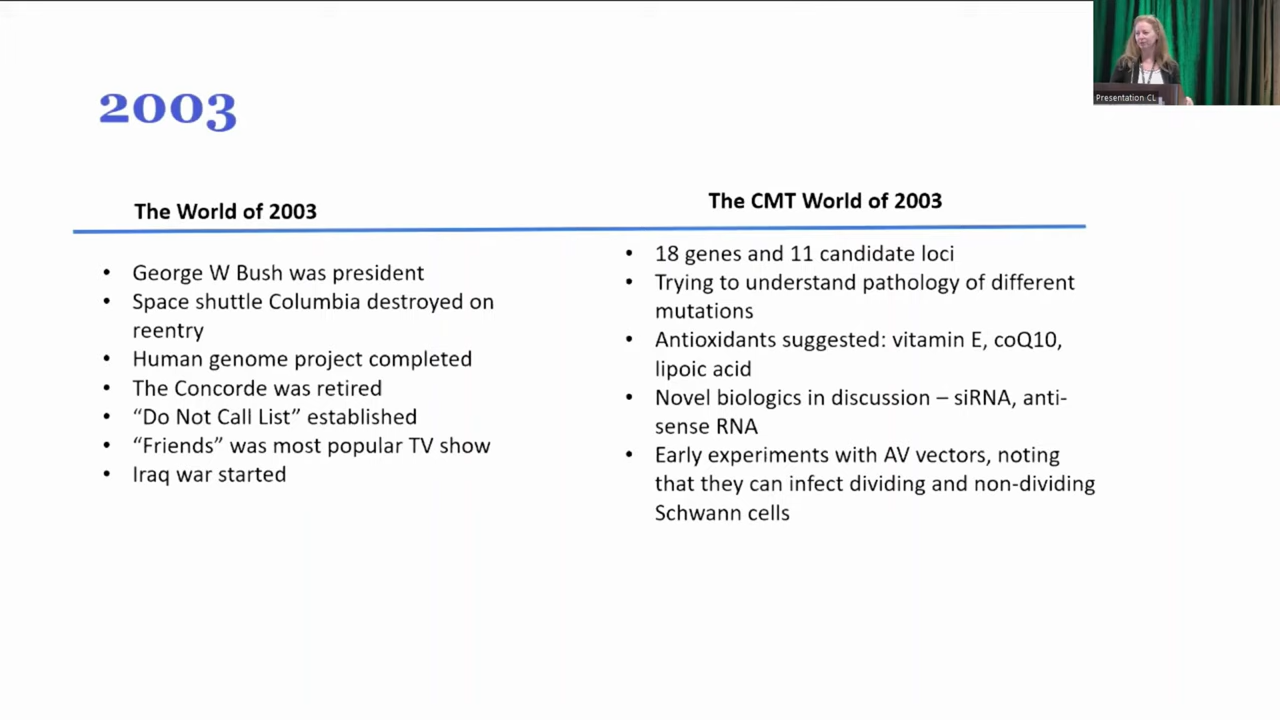 2003
The World of 2003
• George W Bush was president
• Space shuttle Columbia destroyed on
reentry
• Human genome project completed
• The Concorde was retired
• “Do Not Call List” established
• “Friends” was most popular TV show
• Iraq war started
The CMT World of 2003
• 18 genes and 11 candidate loci
• Trying to understand pathology of different
mutations
• Antioxidants suggested: vitamin E, coQ10,
lipoic acid
• Novel biologics in discussion – siRNA, anti-
sense RNA
• Early experiments with AV vectors, noting
that they can infect dividing and non-dividing
Schwann cells
Presentation CL